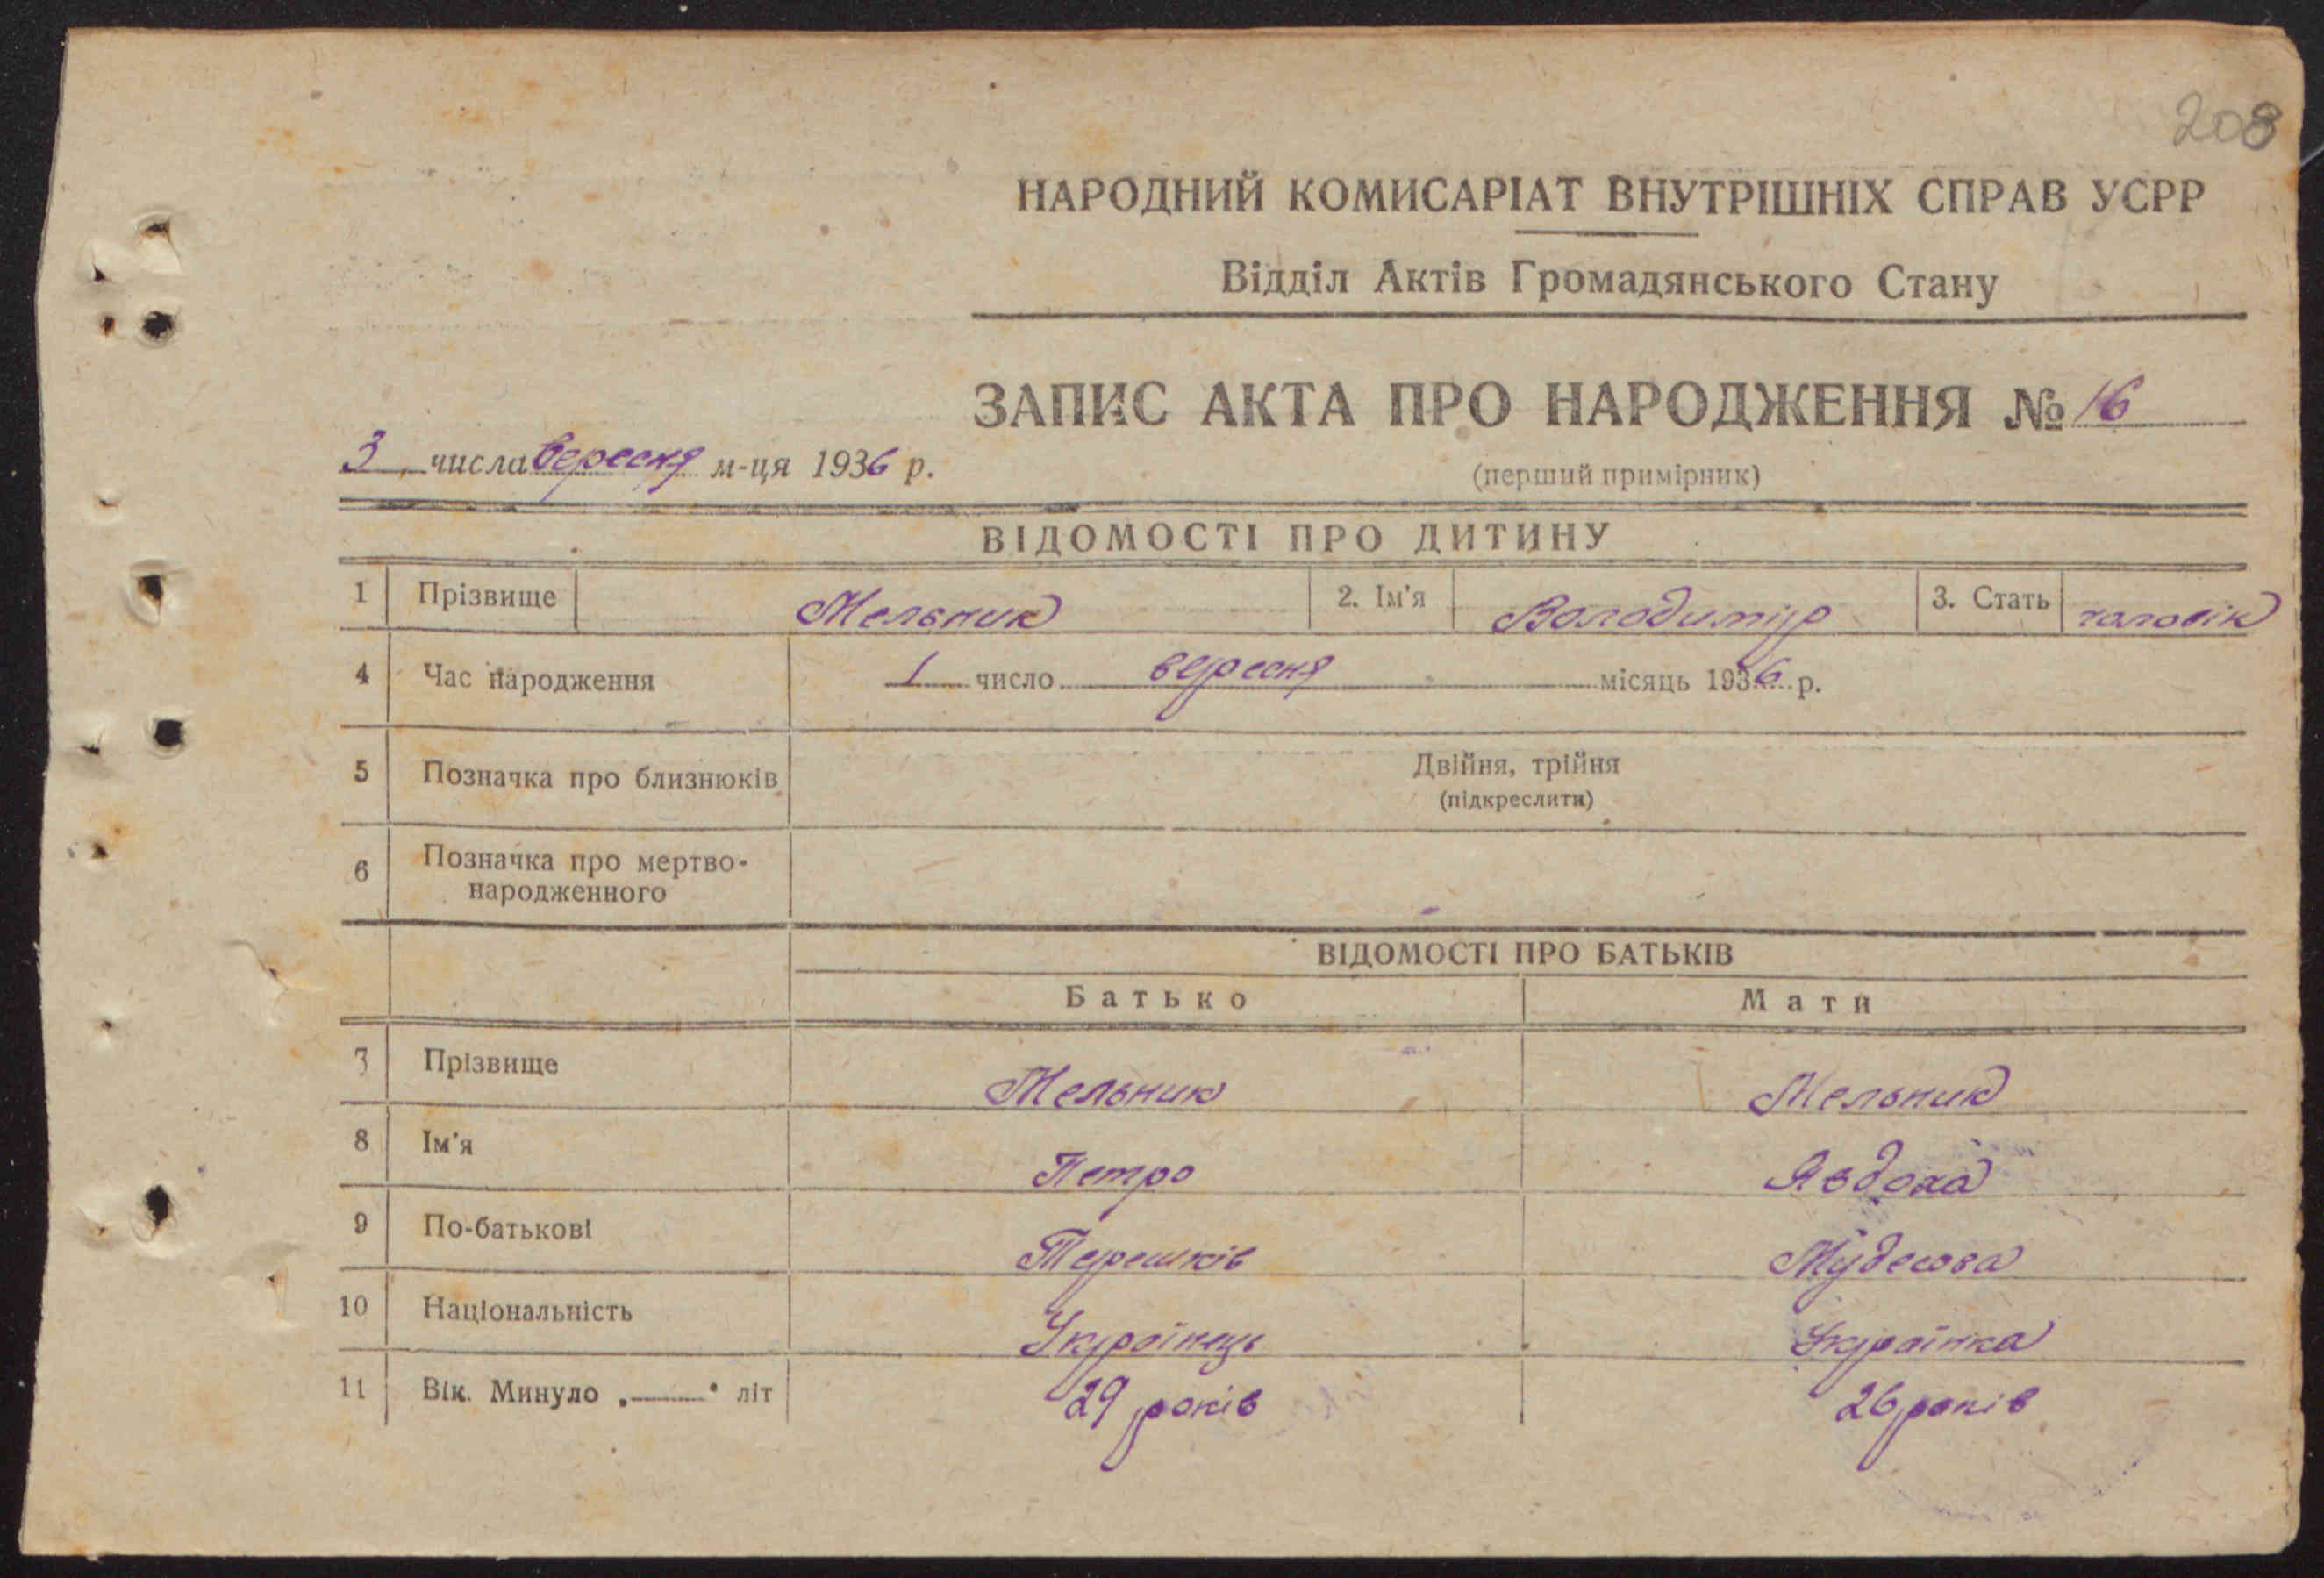 208
НАРОДНИЙ КОМИСАРІАТ ВНУТРІШНІХ СПРАВ УСРР
Відділ Актів Громадянського Стану
ЗАПИС АКТА ПРО НАРОДЖЕННЯ № 16
3 числа вересня м-ця 1936 р.
(перший примірник)
ВІДОМОСТІ ПРО ДИТИНУ
1 Прізвище Мельник 2. Ім'я Володимир 3. Стать чоловік
4 Час народження 1 число вересня місяць 1936 р.
5 Позначка про близнюків Двійня, трійня
(підкреслити)
6 Позначка про мертво-
народженного
ВІДОМОСТІ ПРО БАТЬКІВ
Батько Мати
7 Прізвище Мельник Мельник
8 Ім'я Петро Явдоха
9 По-батькові Терешків
10 Національність Українець Українка
11 Вік. Минуло „ — " літ 29 років 26 років